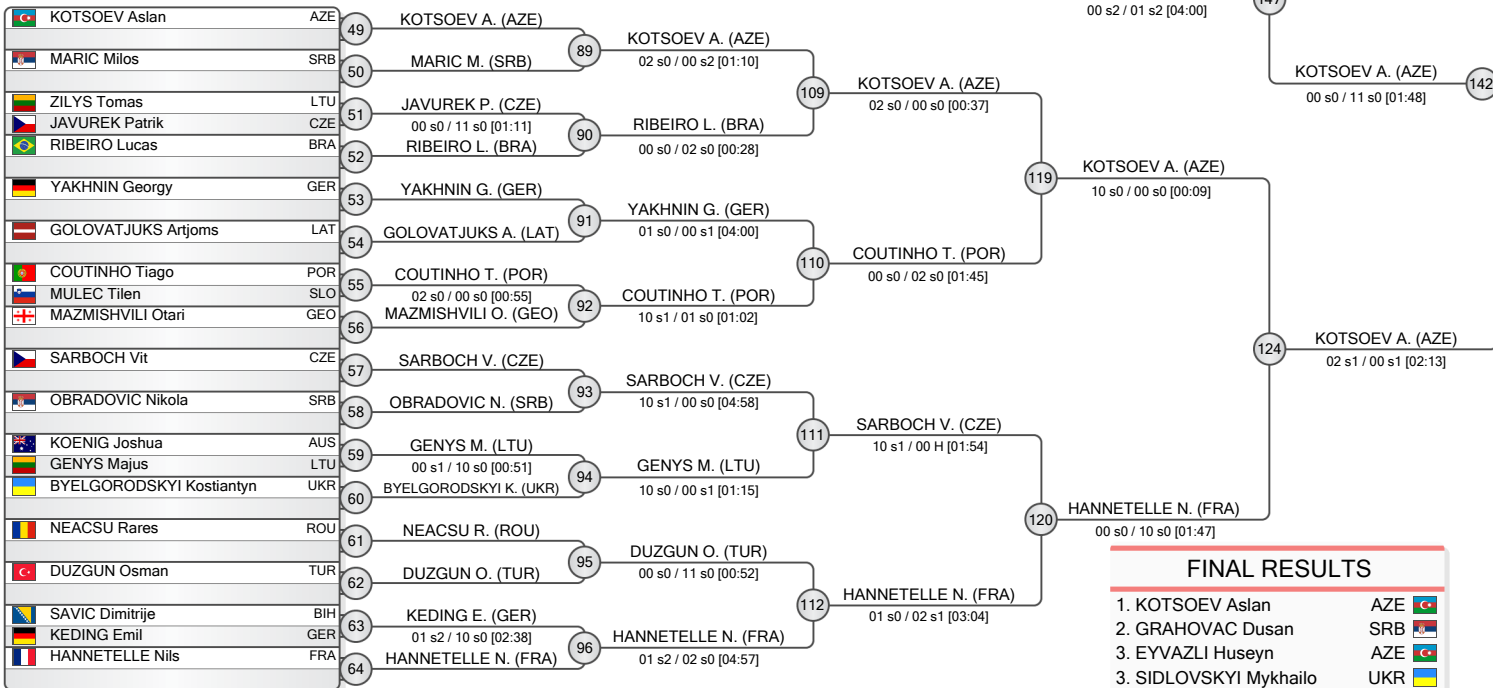 KOTSOEV Aslan AZE
MARIC Milos SRB
ZILYS Tomas LTU
JAVUREK Patrik CZE
RIBEIRO Lucas BRA
YAKHNIN Georgy GER
GOLOVATJUKS Artjoms LAT
COUTINHO Tiago POR
MULEC Tilen SLO
MAZMISHVILI Otari GEO
SARBOCH Vit CZE
OBRADOVIC Nikola SRB
KOENIG Joshua AUS
GENYS Majus LTU
BYELGORODSKYI Kostiantyn UKR
NEACSU Rares ROU
DUZGUN Osman TUR
SAVIC Dimitrije BIH
KEDING Emil GER
HANNETELLE Nils FRA
49
50
51
52
53
54
55
56
57
58
59
60
61
62
63
64
KOTSOEV A. (AZE)
MARIC M. (SRB)
JAVUREK P. (CZE)
00 s0 / 11 s0 [01:11]
RIBEIRO L. (BRA)
YAKHNIN G. (GER)
GOLOVATJUKS A. (LAT)
COUTINHO T. (POR)
02 s0 / 00 s0 [00:55]
MAZMISHVILI O. (GEO)
SARBOCH V. (CZE)
OBRADOVIC N. (SRB)
GENYS M. (LTU)
00 s1 / 10 s0 [00:51]
BYELGORODSKYI K. (UKR)
NEACSU R. (ROU)
DUZGUN O. (TUR)
KEDING E. (GER)
01 s2 / 10 s0 [02:38]
HANNETELLE N. (FRA)
89
90
91
92
93
94
95
96
KOTSOEV A. (AZE)
02 s0 / 00 s2 [01:10]
RIBEIRO L. (BRA)
00 s0 / 02 s0 [00:28]
YAKHNIN G. (GER)
01 s0 / 00 s1 [04:00]
COUTINHO T. (POR)
10 s1 / 01 s0 [01:02]
SARBOCH V. (CZE)
10 s1 / 00 s0 [04:58]
GENYS M. (LTU)
10 s0 / 00 s1 [01:15]
DUZGUN O. (TUR)
00 s0 / 11 s0 [00:52]
HANNETELLE N. (FRA)
01 s2 / 02 s0 [04:57]
109
110
111
112
KOTSOEV A. (AZE)
02 s0 / 00 s0 [00:37]
COUTINHO T. (POR)
00 s0 / 02 s0 [01:45]
SARBOCH V. (CZE)
10 s1 / 00 H [01:54]
HANNETELLE N. (FRA)
01 s0 / 02 s1 [03:04]
119
120
KOTSOEV A. (AZE)
10 s0 / 00 s0 [00:09]
HANNETELLE N. (FRA)
00 s0 / 10 s0 [01:47]
124
KOTSOEV A. (AZE)
02 s1 / 00 s1 [02:13]
00 s2 / 01 s2 [04:00]
KOTSOEV A. (AZE)
00 s0 / 11 s0 [01:48]
142
FINAL RESULTS
1. KOTSOEV Aslan AZE
2. GRAHOVAC Dusan SRB
3. EYVAZLI Huseyn AZE
3. SIDLOVSKYI Mykhailo UKR